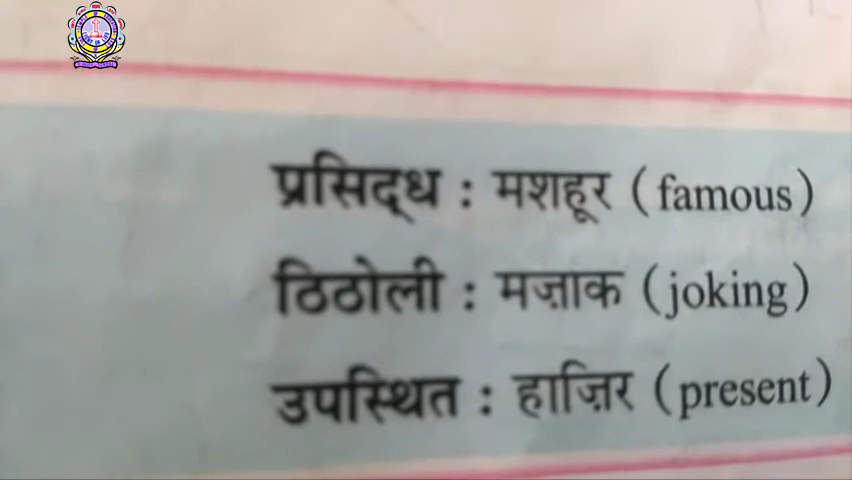 प्रसिद्ध : मशहूर (famous)
ठिठोली : मज़ाक (joking)
उपस्थित : हाज़िर (present)